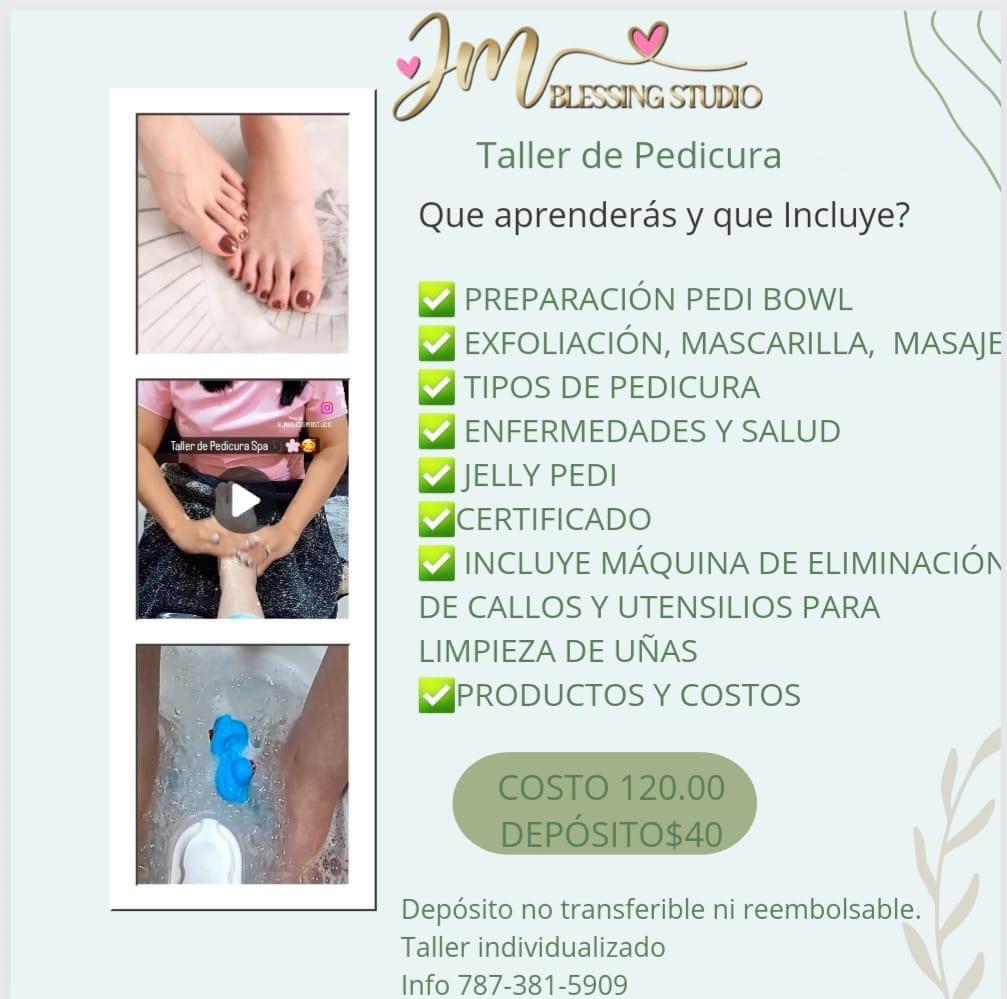 Jm
BLESSING STUDIO
Taller de Pedicura
Que aprenderás y que Incluye?
✅ PREPARACIÓN PEDI BOWL
✅ EXFOLIACIÓN, MASCARILLA, MASAJE
✅ TIPOS DE PEDICURA
✅ ENFERMEDADES Y SALUD
✅ JELLY PEDI
✅CERTIFICADO
✅ INCLUYE MÁQUINA DE ELIMINACIÓN
DE CALLOS Y UTENSILIOS PARA
LIMPIEZA DE UÑAS
✅PRODUCTOS Y COSTOS
COSTO 120.00
DEPÓSITO$40
Depósito no transferible ni reembolsable.
Taller individualizado
Info 787-381-5909
Taller de Pedicura Spa